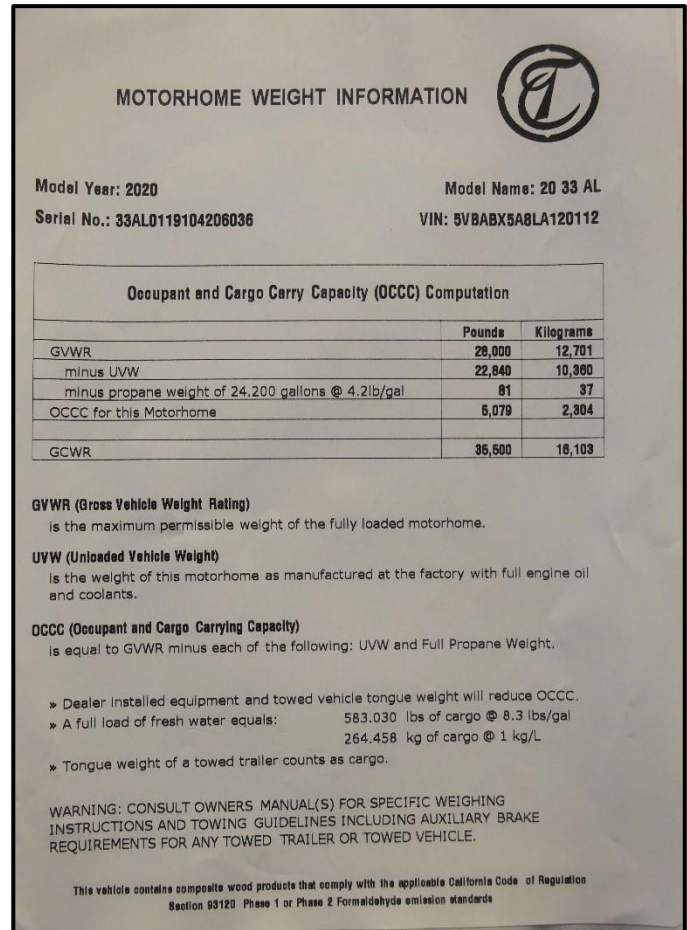 MOTORHOME WEIGHT INFORMATION
Model Year: 2020 Model Name: 20 33 AL
Serial No.: 33AL0119104206036 VIN: 5VBABX5A8LA120112
Occupant and Cargo Carry Capacity (OCCC) Computation
Pounds Kilograms
GVWR 28,000 12,701
minus UVW 22,840 10,360
minus propane weight of 24.200 gallons @ 4.2lb/gal 81 37
OCCC for this Motorhome 5,079 2,304
GCWR 35,500 16,103
GVWR (Gross Vehicle Weight Rating)
is the maximum permissible weight of the fully loaded motorhome.
UVW (Unloaded Vehicle Weight)
is the weight of this motorhome as manufactured at the factory with full engine oil
and coolants.
OCCC (Occupant and Cargo Carrying Capacity)
is equal to GVWR minus each of the following: UVW and Full Propane Weight.
» Dealer installed equipment and towed vehicle tongue weight will reduce OCCC.
» A full load of fresh water equals: 583.030 lbs of cargo @ 8.3 lbs/gal
264.458 kg of cargo @ 1 kg/L
» Tongue weight of a towed trailer counts as cargo.
WARNING: CONSULT OWNERS MANUAL(S) FOR SPECIFIC WEIGHING
INSTRUCTIONS AND TOWING GUIDELINES INCLUDING AUXILIARY BRAKE
REQUIREMENTS FOR ANY TOWED TRAILER OR TOWED VEHICLE.
This vehicle contains composite wood products that comply with the applicable California Code of Regulation
Section 93120 Phase 1 or Phase 2 Formaldehyde emission standards